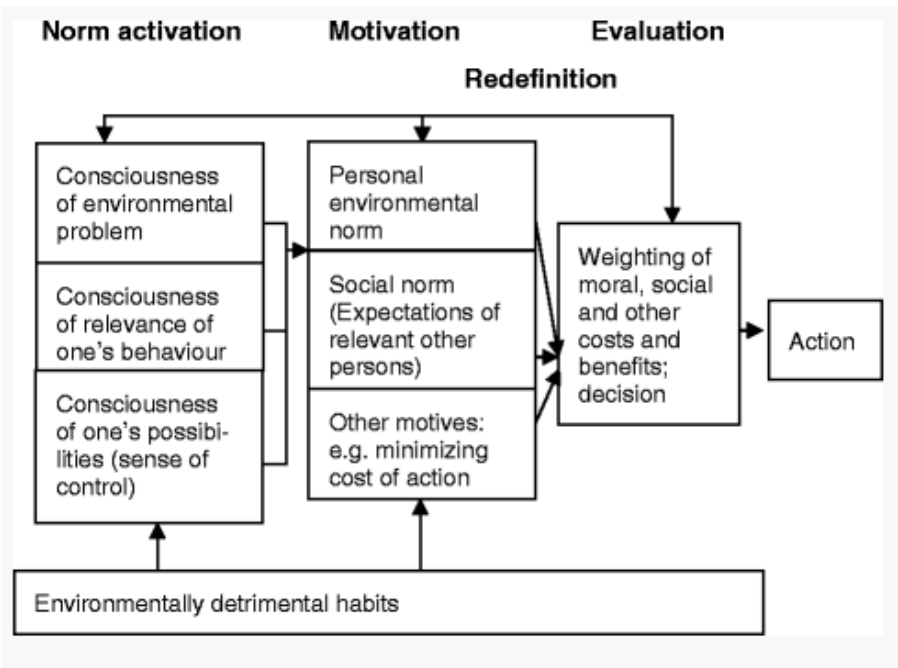 Norm activation
Motivation
Evaluation
Redefinition
Consciousness
of environmental
problem
Consciousness
of relevance of
one's behaviour
Consciousness
of one's possibi-
lities (sense of
control)
Personal
environmental
norm
Social norm
(Expectations of
relevant other
persons)
Other motives:
e.g. minimizing
cost of action
Weighting of
moral, social
and other
costs and
benefits;
decision
Action
Environmentally detrimental habits